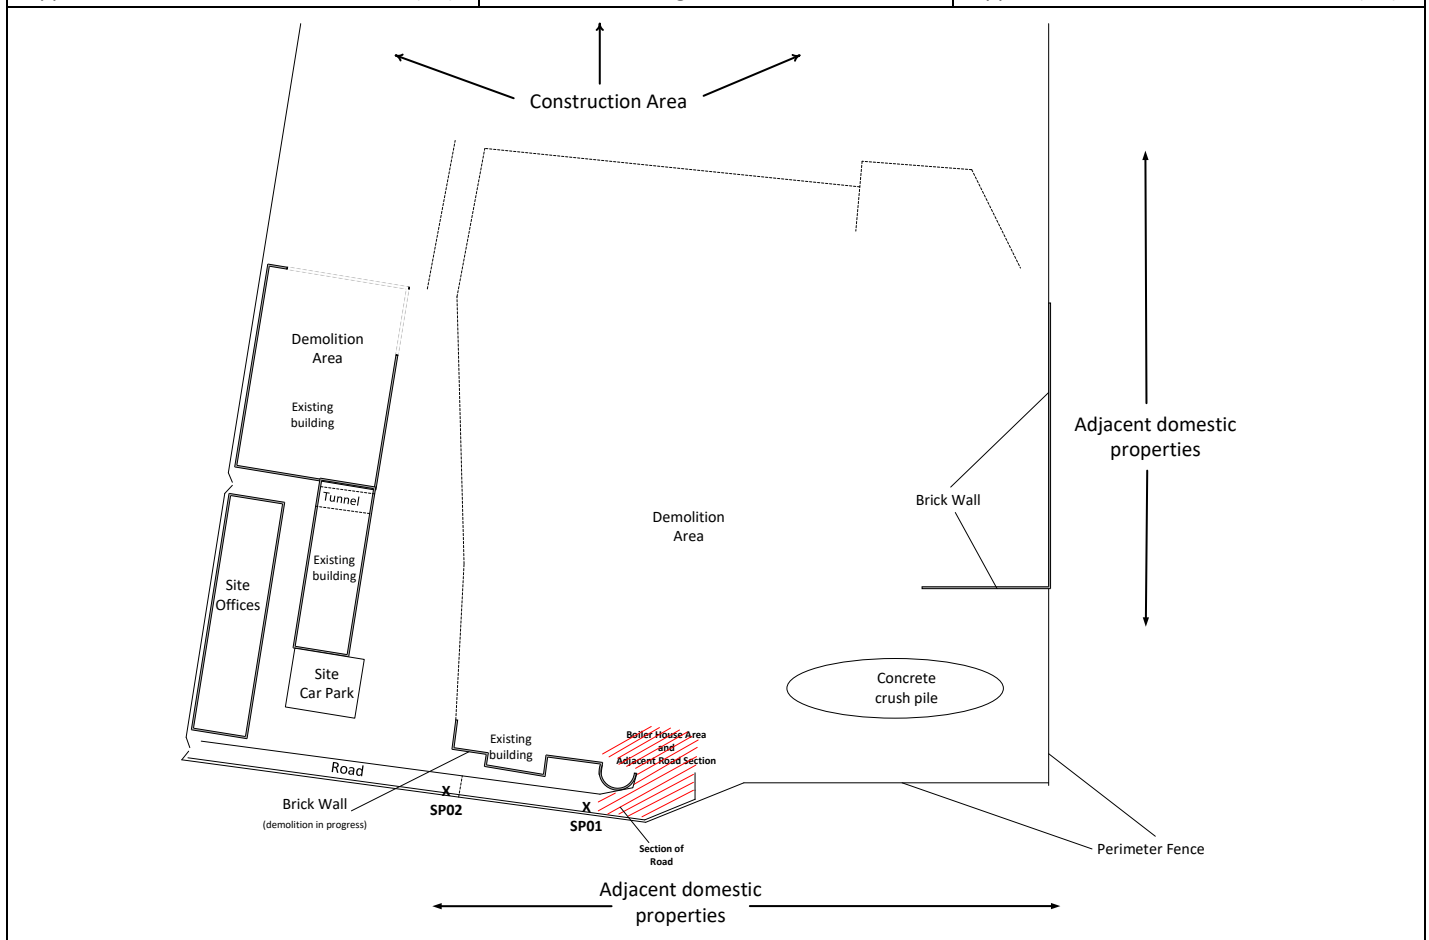 Construction Area
Demolition
Area
Existing
building
Adjacent domestic
properties
Tunnel
Brick Wall
Demolition
Area
Existing
building
Site
Offices
Site
Car Park
Concrete
crush pile
Existing
building
Boiler House Area
and
Adjacent Road Section
Road
X
SP02
X
SP01
Brick Wall
(demolition in progress)
Section of
Road
Perimeter Fence
Adjacent domestic
properties